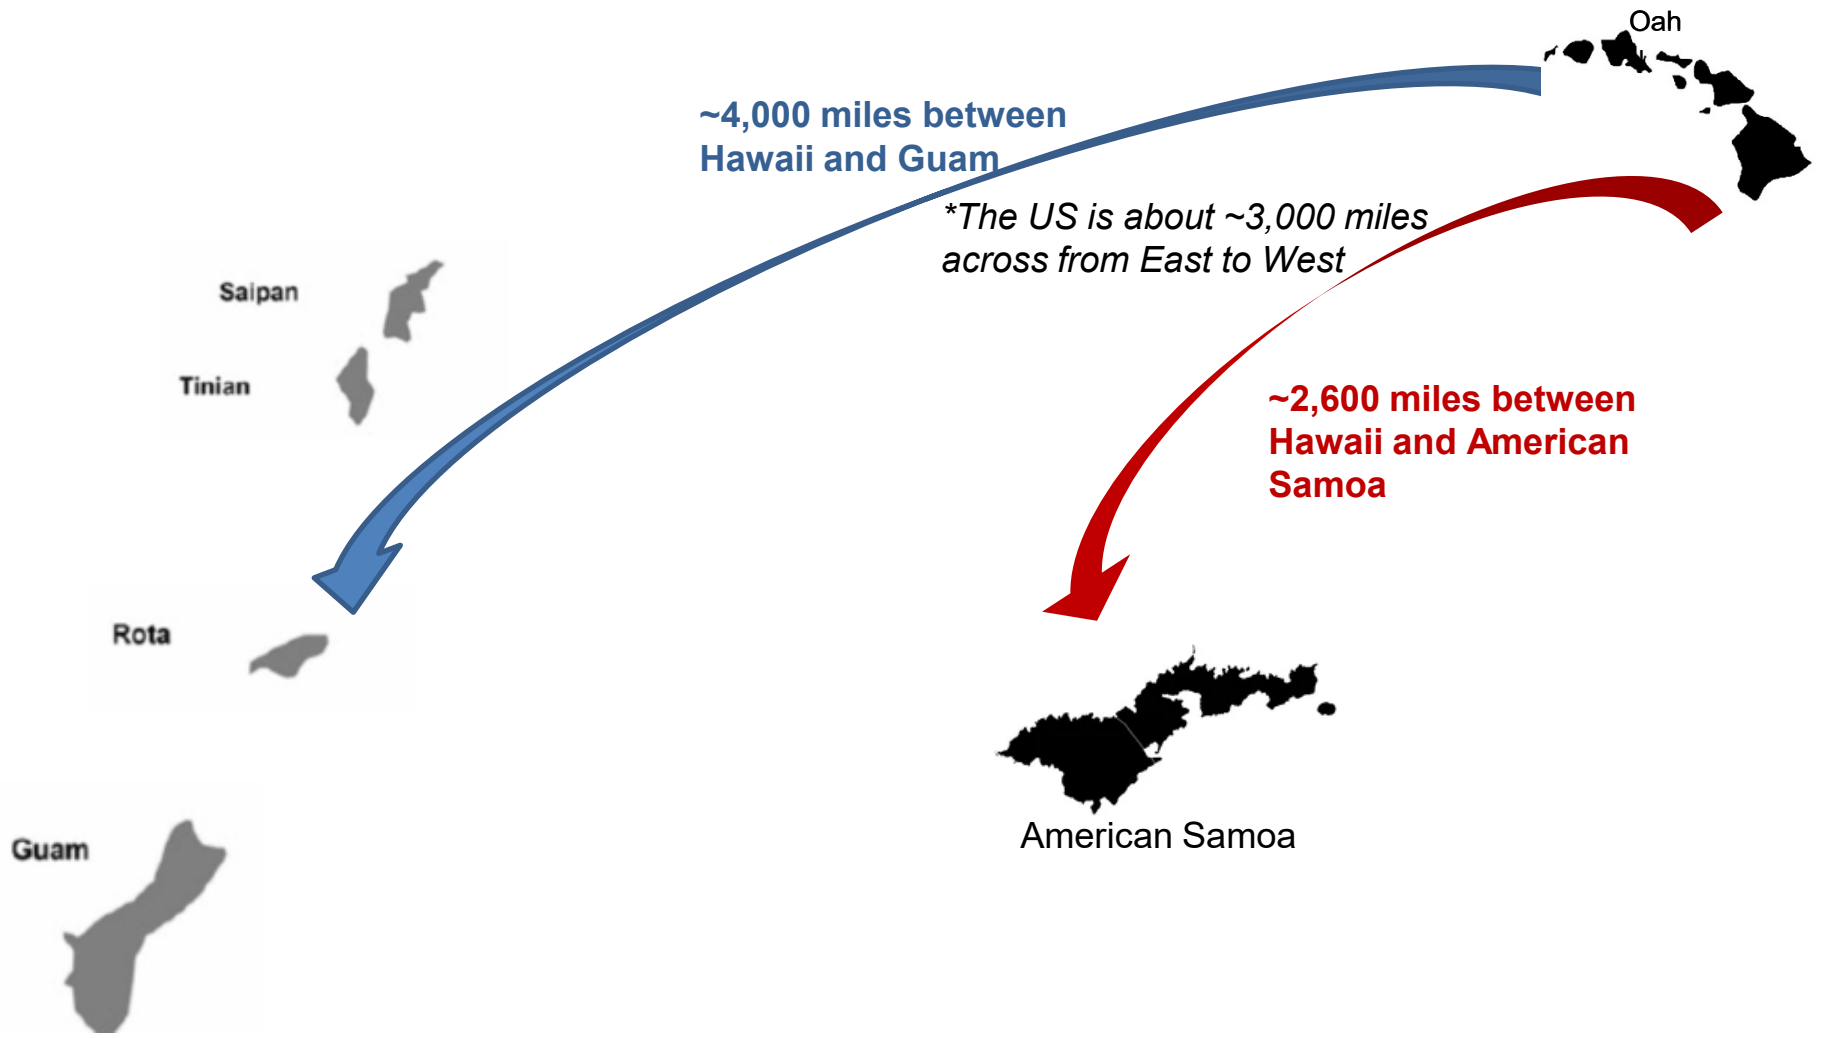 Oah
~4,000 miles between
Hawaii and Guam
*The US is about ~3,000 miles
across from East to West
Saipan
Tinian
~2,600 miles between
Hawaii and American
Samoa
Rota
American Samoa
Guam